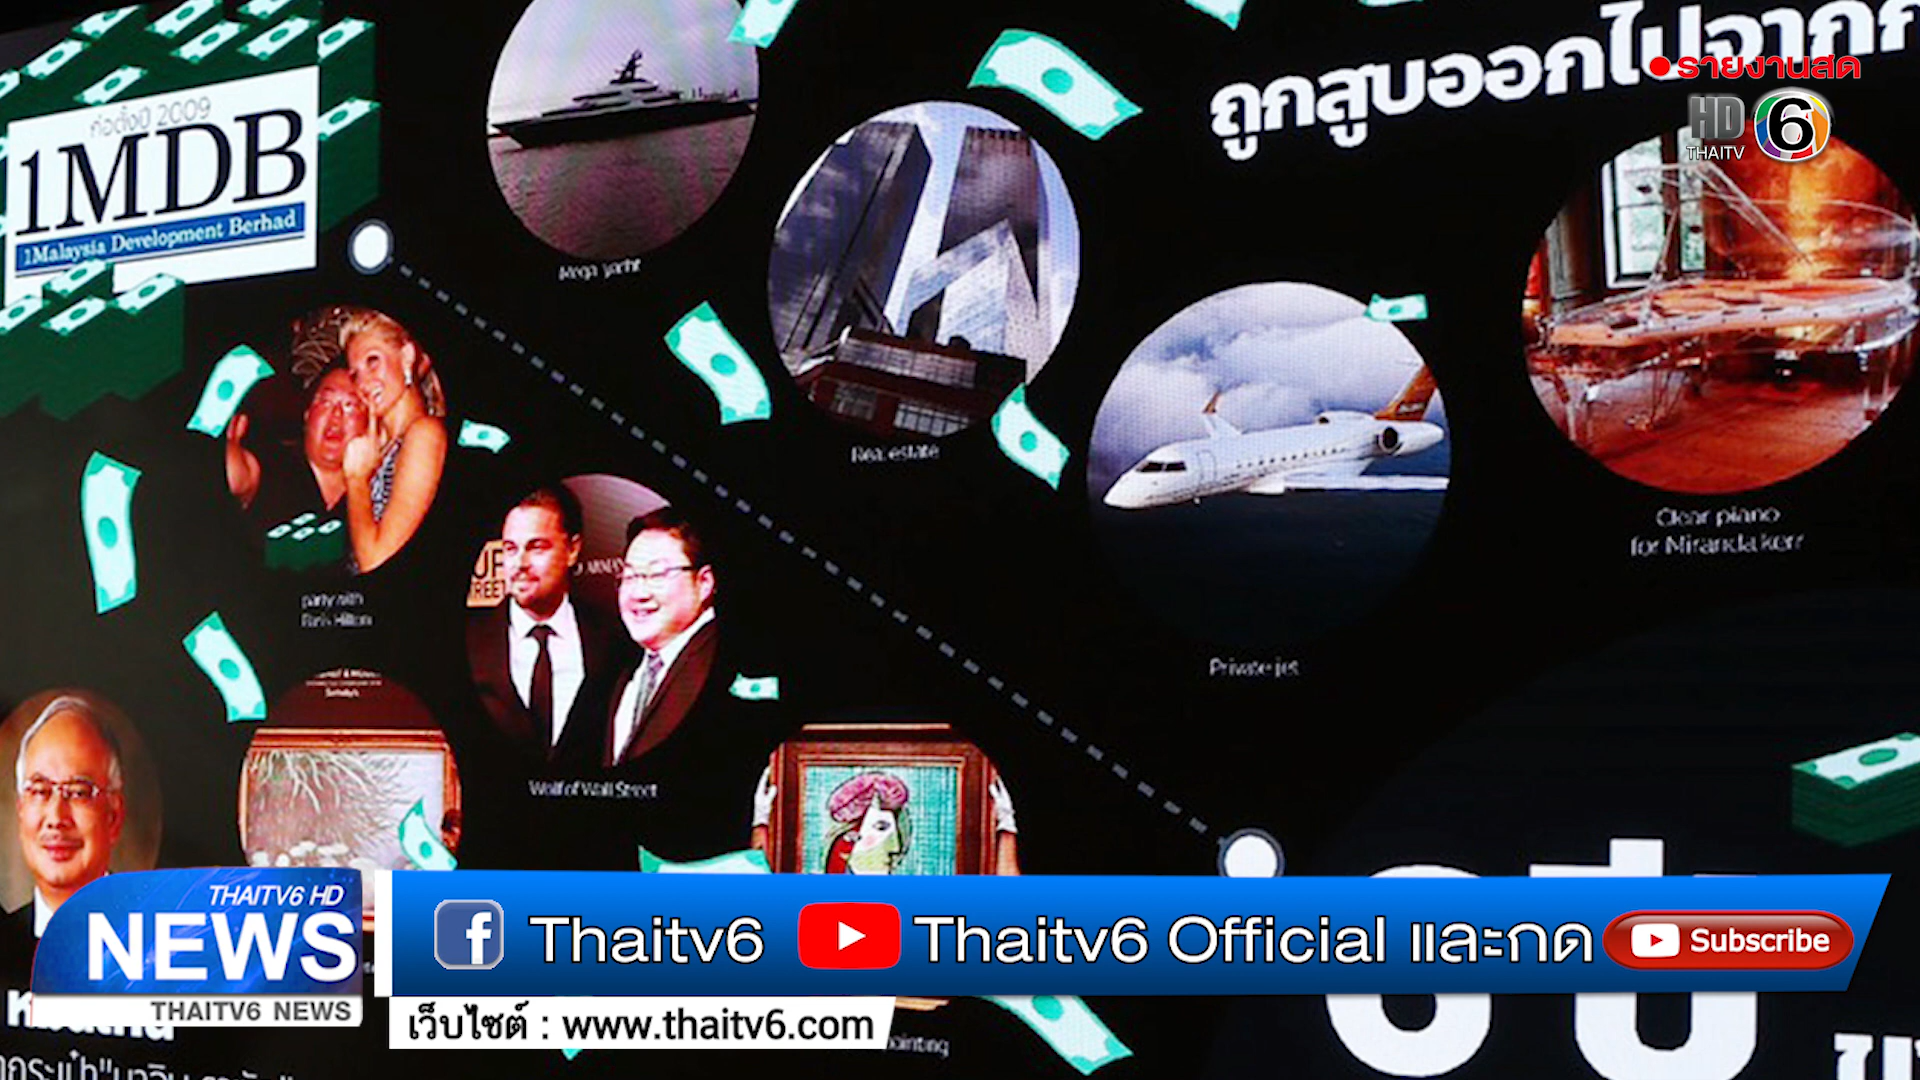 ถูกสูบออกไปจาก
รายงานสด
HD
THAITV
6
ก่อตั้งปี 2009
1MDB
1Malaysia Development Berhad
Mega yacht
Real estate
Private jet
Clear piano
for Miranda kerr
party with
Paris Hilton
Wolf of Wall Street
Sotheby's
THAITV6 HD
NEWS
THAITV6 NEWS
Thaitv6
Thaitv6 Official และกด
Subscribe
เว็บไซต์ : www.thaitv6.com